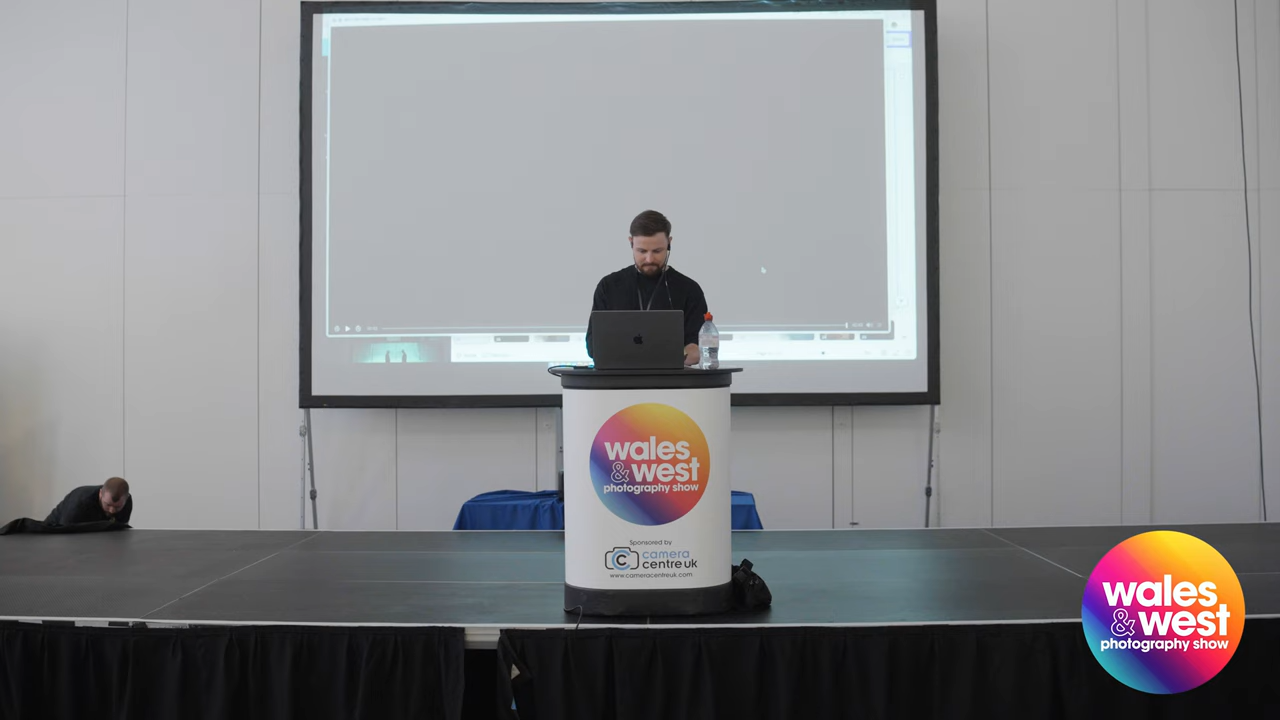 wales
& west
photography show
Sponsored by
camera
centre uk
www.cameracentreuk.com
wales
& west
photography show